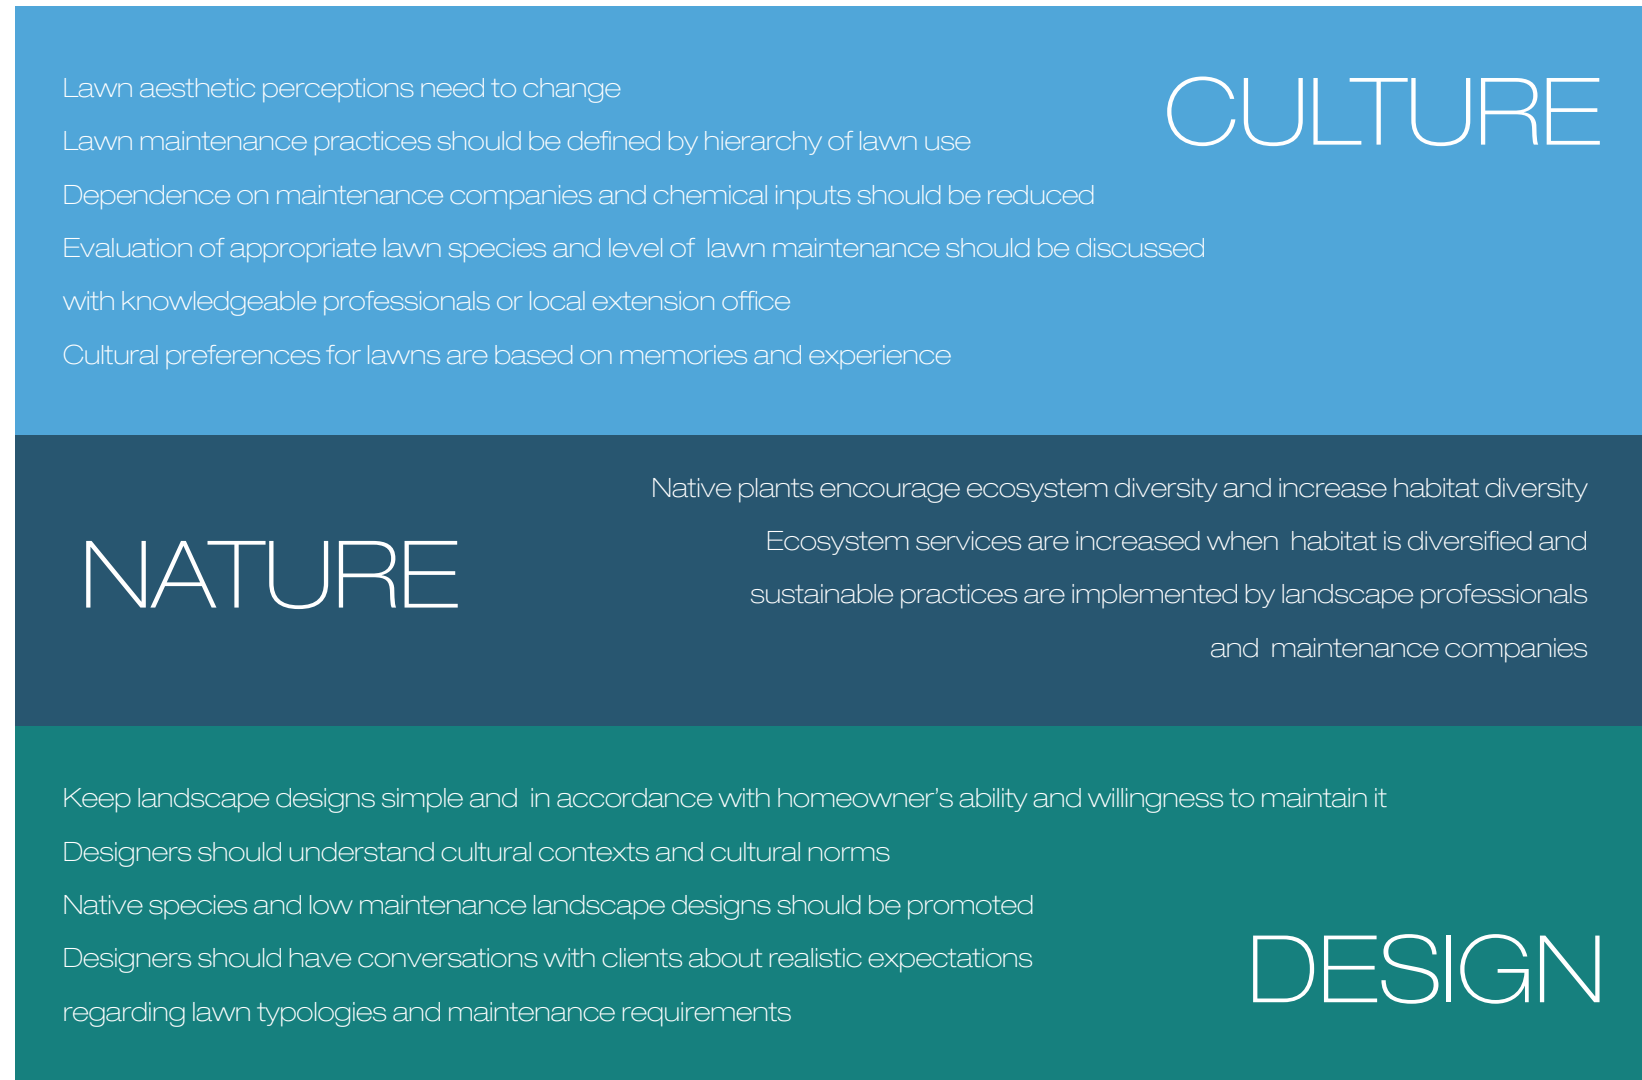 CULTURE
Lawn aesthetic perceptions need to change
Lawn maintenance practices should be defined by hierarchy of lawn use
Dependence on maintenance companies and chemical inputs should be reduced
Evaluation of appropriate lawn species and level of lawn maintenance should be discussed
with knowledgeable professionals or local extension office
Cultural preferences for lawns are based on memories and experience
NATURE
Native plants encourage ecosystem diversity and increase habitat diversity
Ecosystem services are increased when habitat is diversified and
sustainable practices are implemented by landscape professionals
and maintenance companies
Keep landscape designs simple and in accordance with homeowner's ability and willingness to maintain it
Designers should understand cultural contexts and cultural norms
Native species and low maintenance landscape designs should be promoted
Designers should have conversations with clients about realistic expectations
regarding lawn typologies and maintenance requirements
DESIGN